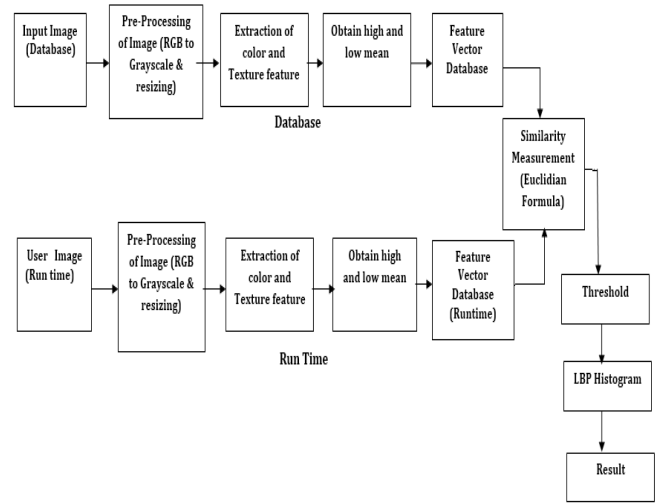 Input Image
(Database)
Pre-Processing
of Image (RGB to
Grayscale &
resizing)
Extraction of
color and
Texture feature
Obtain high and
low mean
Feature
Vector
Database
Database
Similarity
Measurement
(Euclidian
Formula)
User Image
(Run time)
Pre-Processing
of Image (RGB
to Grayscale &
resizing)
Extraction of
color and
Texture feature
Obtain high
and low mean
Feature
Vector
Database
(Runtime)
Run Time
Threshold
LBP Histogram
Result